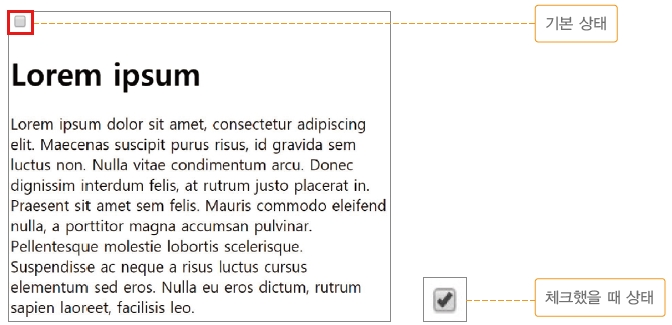 기본 상태
Lorem ipsum
Lorem ipsum dolor sit amet, consectetur adipiscing
elit. Maecenas suscipit purus risus, id gravida sem
luctus non. Nulla vitae condimentum arcu. Donec
dignissim interdum felis, at rutrum justo placerat in.
Praesent sit amet sem felis. Mauris commodo eleifend
nulla, a porttitor magna accumsan pulvinar.
Pellentesque molestie lobortis scelerisque.
Suspendisse ac neque a risus luctus cursus
elementum sed eros. Nulla eu eros dictum, rutrum
sapien laoreet, facilisis leo.
체크했을 때 상태